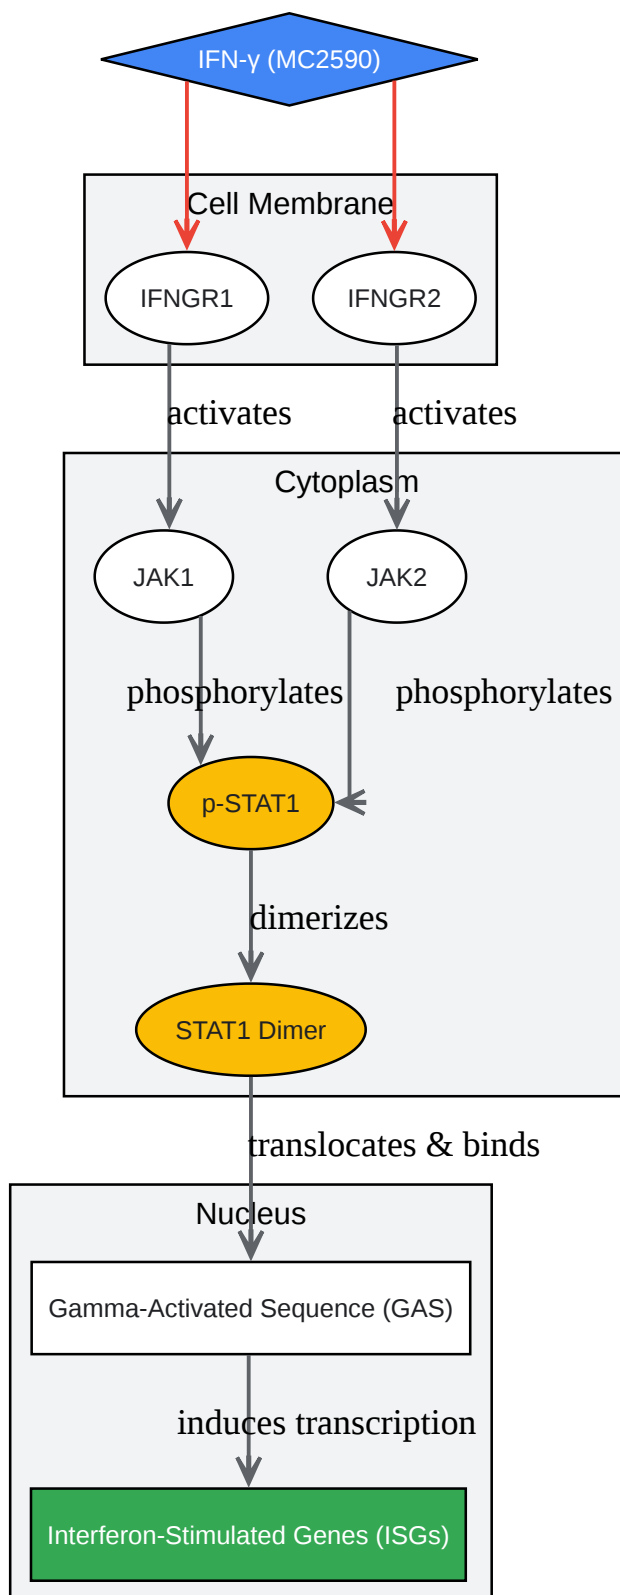 IFN-γ (MC2590)
Cell Membrane
IFNGR1
IFNGR2
activates
activates
Cytoplasm
JAK1
JAK2
phosphorylates
phosphorylates
p-STAT1
dimerizes
STAT1 Dimer
translocates & binds
Nucleus
Gamma-Activated Sequence (GAS)
induces transcription
Interferon-Stimulated Genes (ISGs)